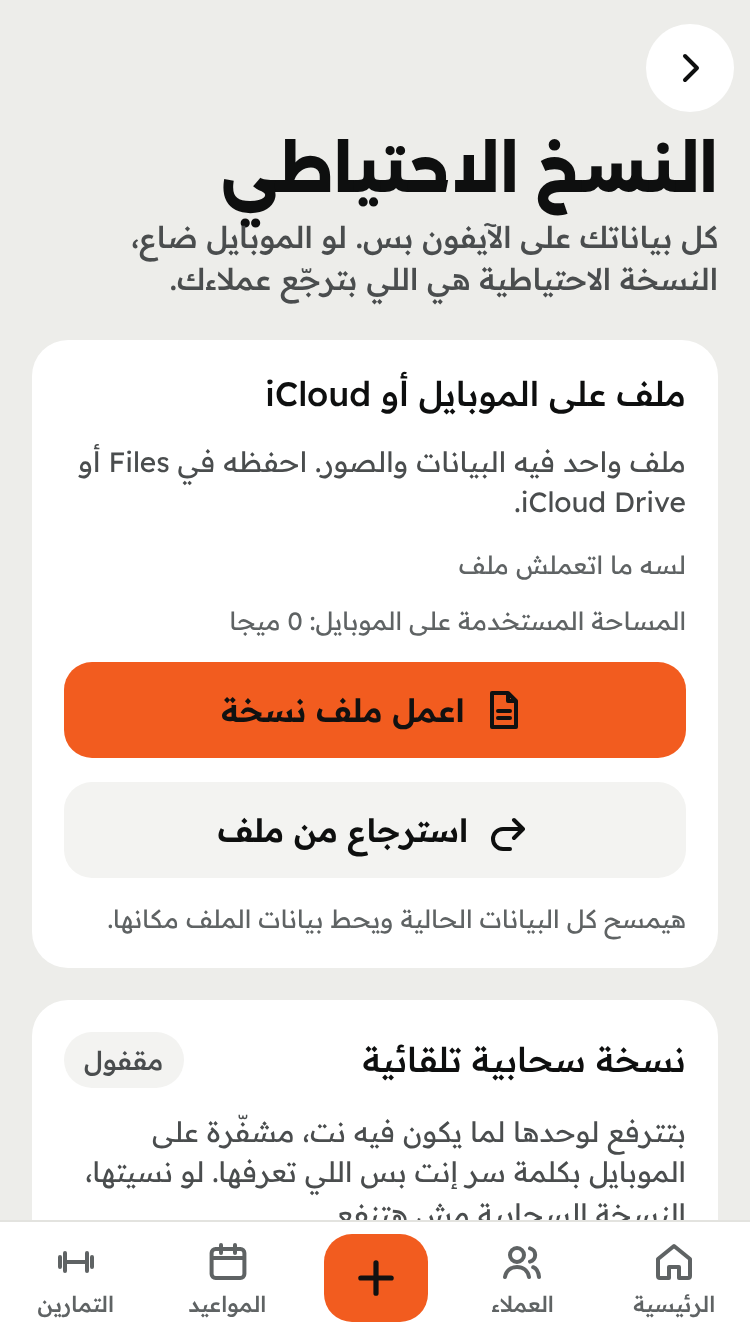 النسخ الاحتياطي
كل بياناتك على الآيفون بس. لو الموبايل ضاع،
النسخة الاحتياطية هي اللي بترجّع عملاءك.
ملف على الموبايل أو iCloud
ملف واحد فيه البيانات والصور. احفظه في Files أو
iCloud Drive.
لسه ما اتعملش ملف
المساحة المستخدمة على الموبايل: 0 ميجا
اعمل ملف نسخة
استرجاع من ملف
هيمسح كل البيانات الحالية ويحط بيانات الملف مكانها.
نسخة سحابية تلقائية
مقفول
بتترفع لوحدها لما يكون فيه نت، مشفّرة على
الموبايل بكلمة سر إنت بس اللي تعرفها. لو نسيتها،
النسخة السحابية مش هتنفع
الرئيسية
العملاء
المواعيد
التمارين